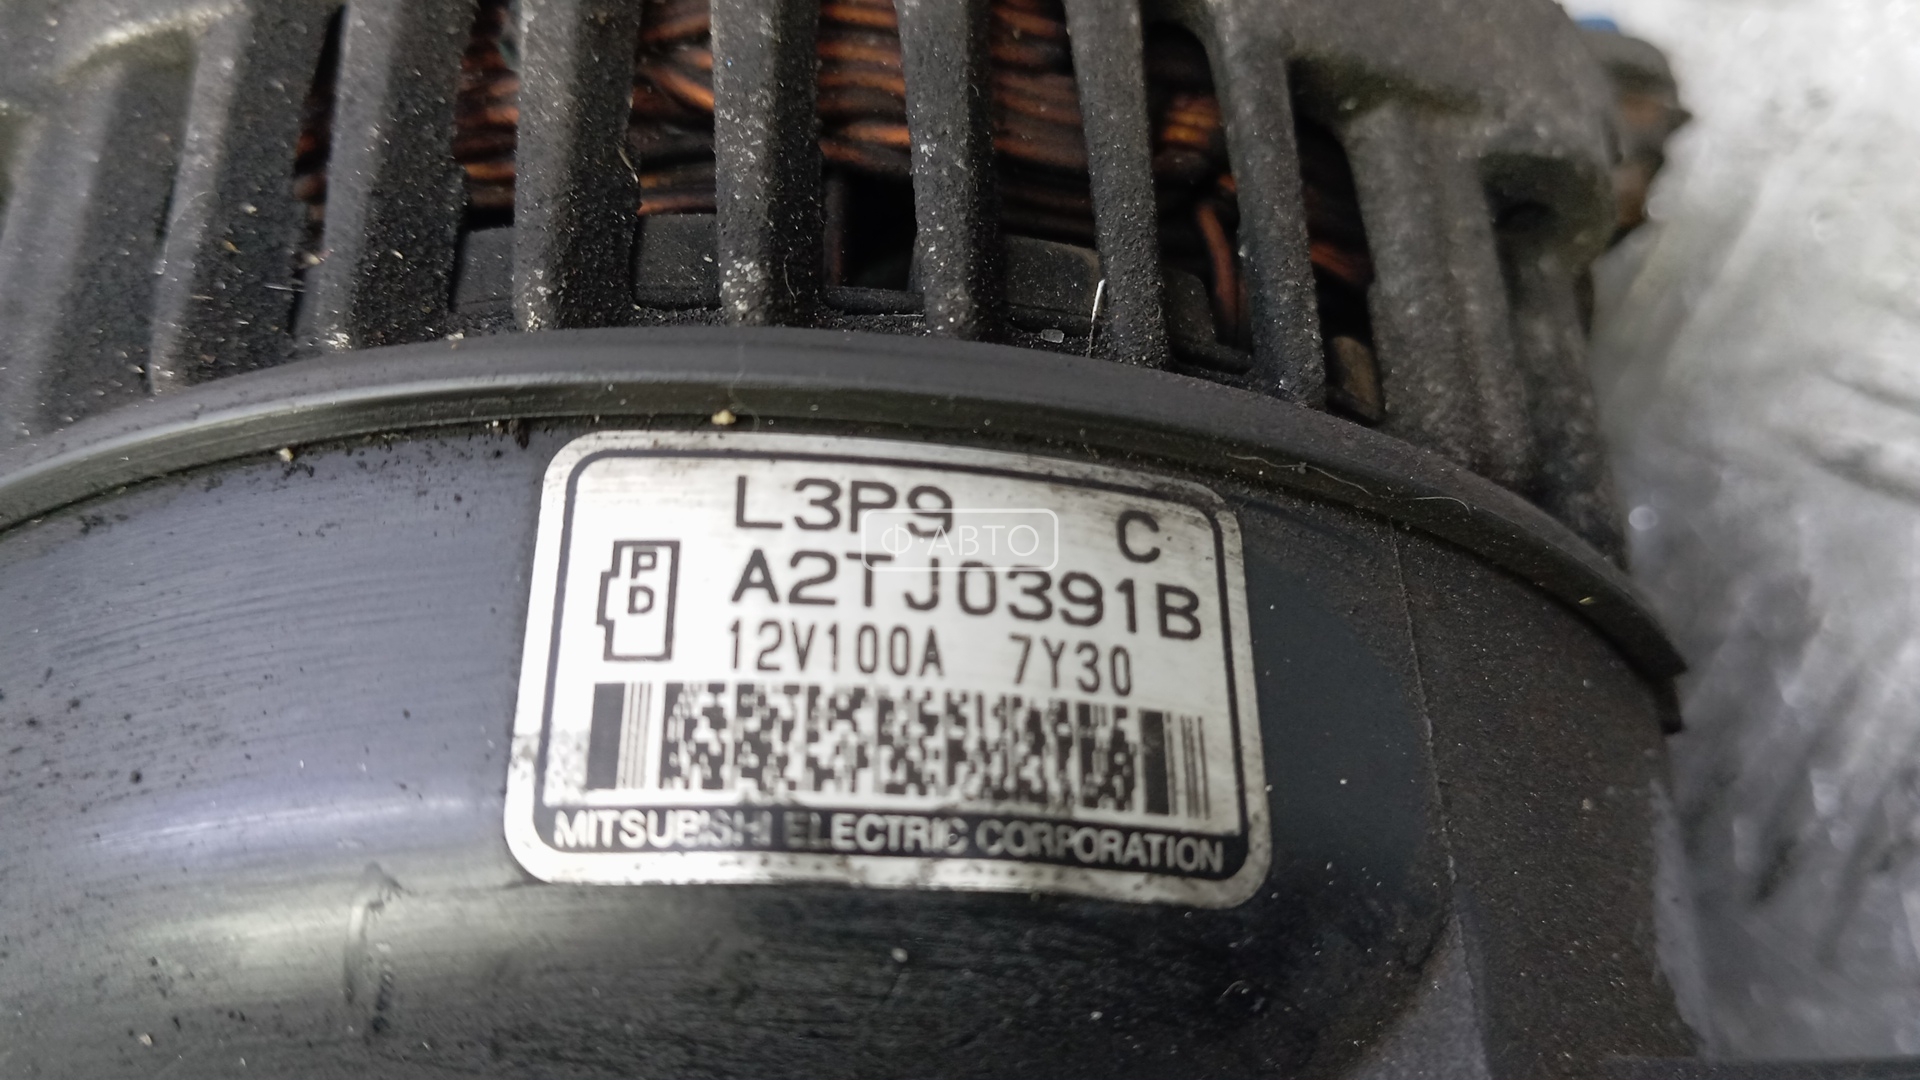 L3P9 C
Ф·АВТО
PD
A2TJ0391B
12V100A 7Y30
MITSUBISHI ELECTRIC CORPORATION